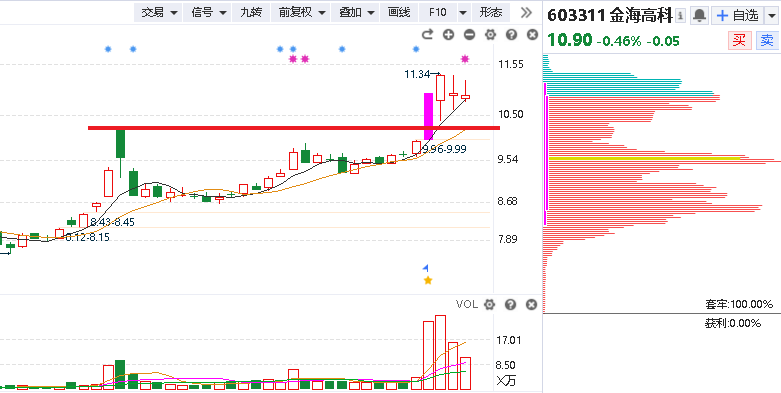 交易 信号 九转 前复权 叠加 画线 F10 形态
603311 金海高科 自选
10.90 -0.46% -0.05 买 卖
11.34
11.55
10.50
9.96-9.99
9.54
8.68
8.43-8.45
8.12-8.15
7.89
VOL
套牢:100.00%
获利:0.00%
17.01
8.50
X万